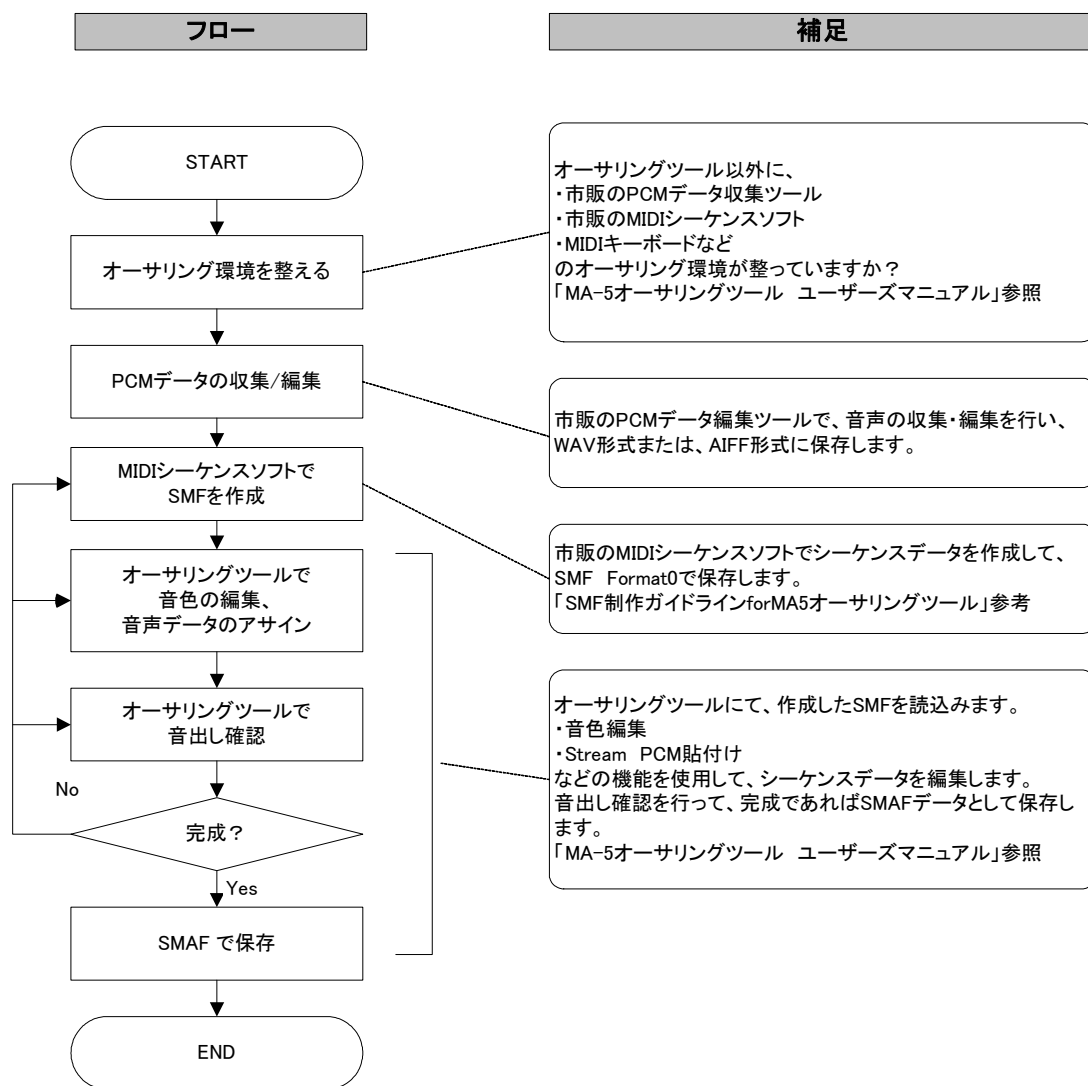 フロー
補足
START
オーサリング環境を整える
PCMデータの収集/編集
MIDIシーケンスソフトで
SMFを作成
オーサリングツールで
音色の編集、
音声データのアサイン
オーサリングツールで
音出し確認
No
完成？
Yes
SMAF で保存
END
オーサリングツール以外に、
・市販のPCMデータ収集ツール
・市販のMIDIシーケンスソフト
・MIDIキーボードなど
のオーサリング環境が整っていますか？
「MA-5オーサリングツール　ユーザーズマニュアル」参照
市販のPCMデータ編集ツールで、音声の収集・編集を行い、
WAV形式または、AIFF形式に保存します。
市販のMIDIシーケンスソフトでシーケンスデータを作成して、
SMF　Format0で保存します。
「SMF制作ガイドラインforMA5オーサリングツール」参考
オーサリングツールにて、作成したSMFを読込みます。
・音色編集
・Stream　PCM貼付け
などの機能を使用して、シーケンスデータを編集します。
音出し確認を行って、完成であればSMAFデータとして保存し
ます。
「MA-5オーサリングツール　ユーザーズマニュアル」参照